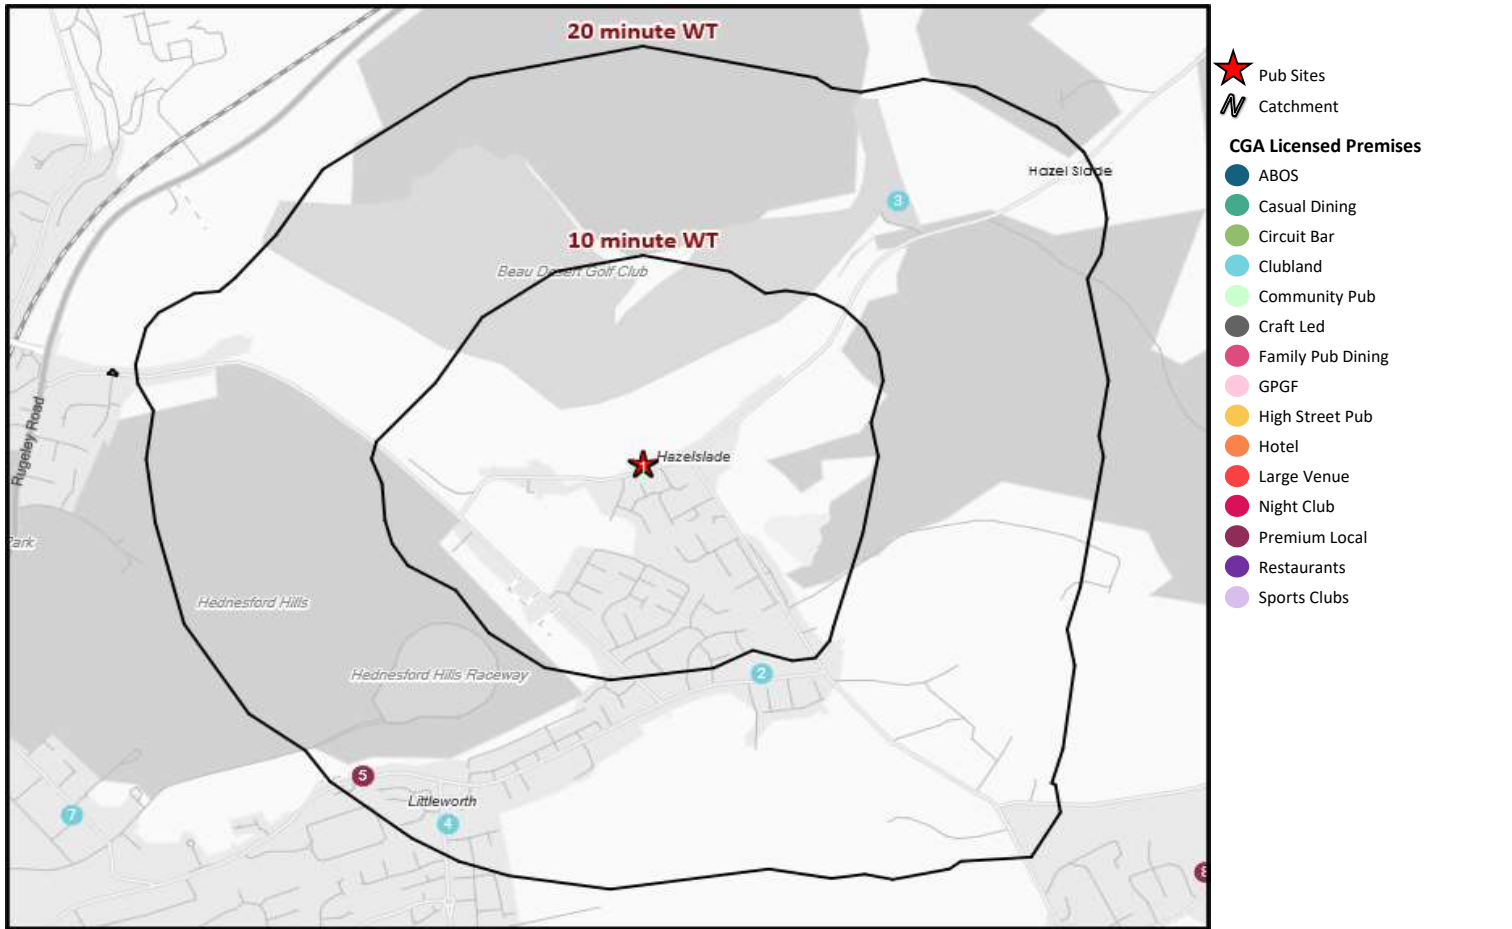 20 minute WT
Hazel Slade
3
10 minute WT
Beau Desert Golf Club
Rugeley Road
Hazelslade
1
Park
Hednesford Hills
Hednesford Hills Raceway
2
5
Littleworth
7
4
8
Pub Sites
Catchment
CGA Licensed Premises
ABOS
Casual Dining
Circuit Bar
Clubland
Community Pub
Craft Led
Family Pub Dining
GPGF
High Street Pub
Hotel
Large Venue
Night Club
Premium Local
Restaurants
Sports Clubs